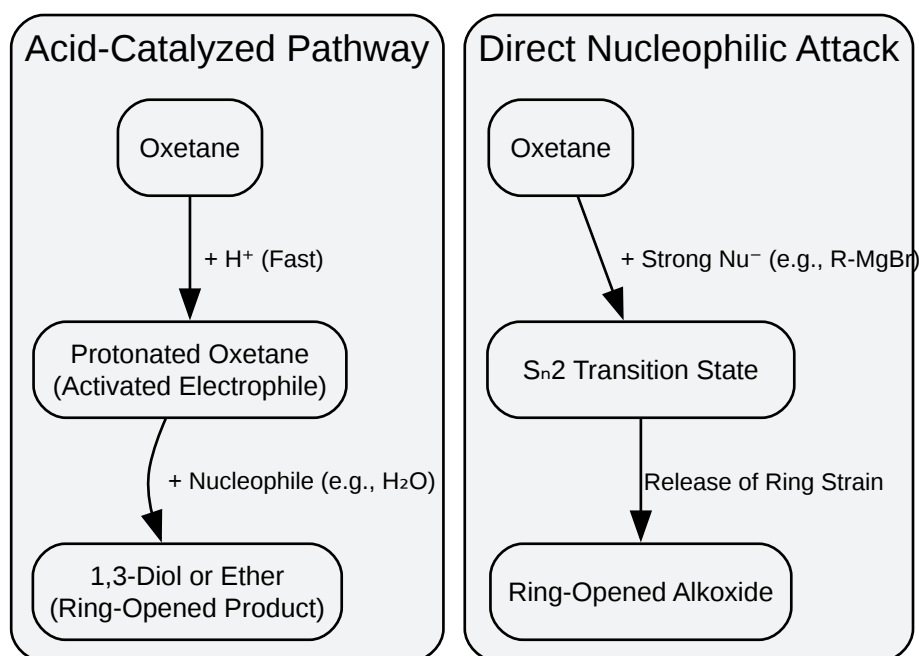 Acid-Catalyzed Pathway
Oxetane
+ H⁺ (Fast)
Protonated Oxetane
(Activated Electrophile)
+ Nucleophile (e.g., H₂O)
1,3-Diol or Ether
(Ring-Opened Product)
Direct Nucleophilic Attack
Oxetane
+ Strong Nu⁻ (e.g., R-MgBr)
Sₙ2 Transition State
Release of Ring Strain
Ring-Opened Alkoxide